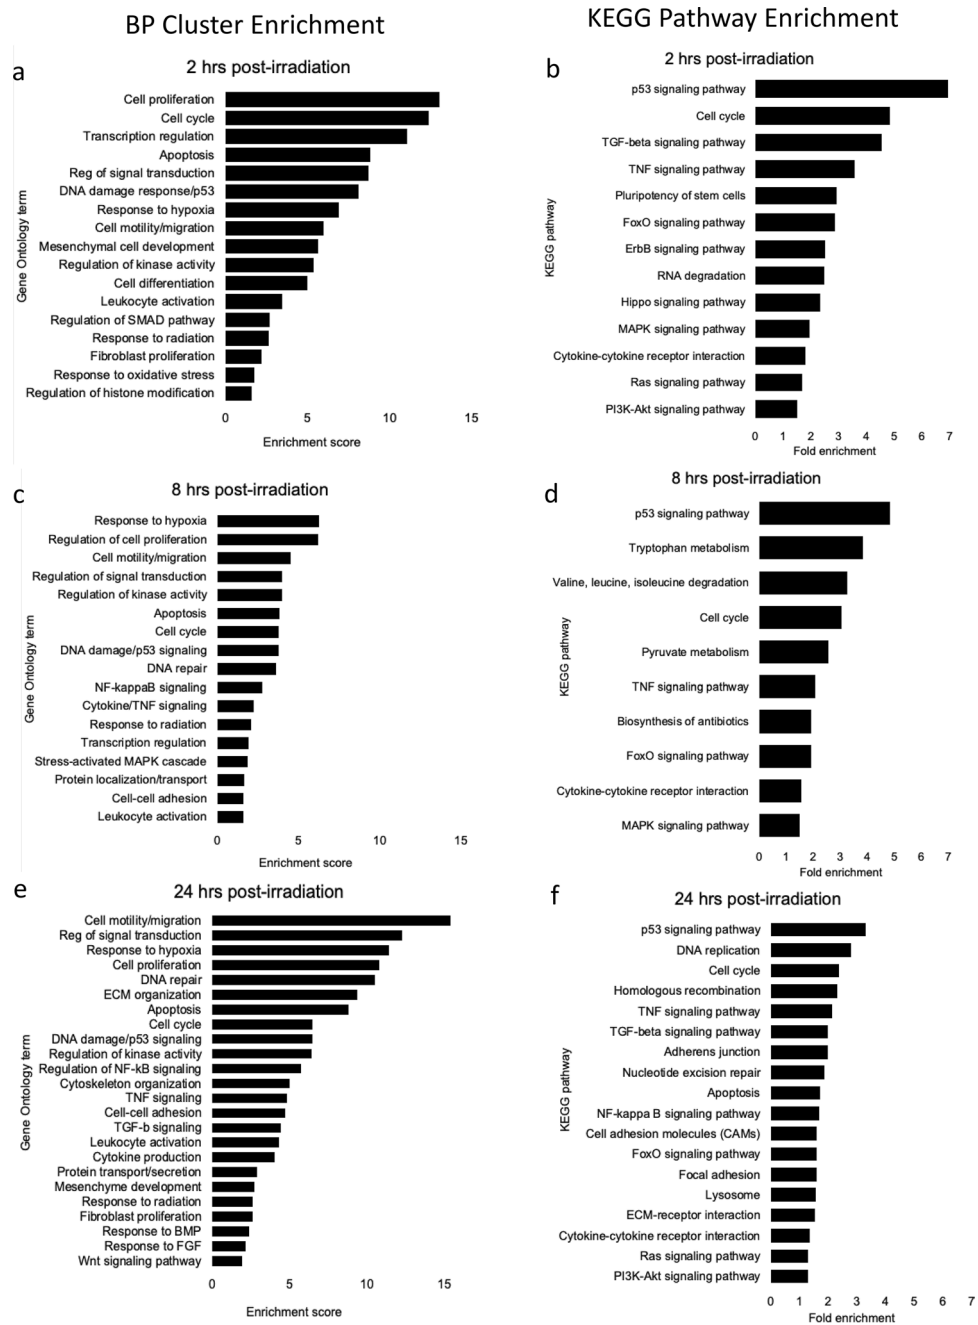 BP Cluster Enrichment
KEGG Pathway Enrichment
a
2 hrs post-irradiation
Gene Ontology term
Cell proliferation
Cell cycle
Transcription regulation
Apoptosis
Reg of signal transduction
DNA damage response/p53
Response to hypoxia
Cell motility/migration
Mesenchymal cell development
Regulation of kinase activity
Cell differentiation
Leukocyte activation
Regulation of SMAD pathway
Response to radiation
Fibroblast proliferation
Response to oxidative stress
Regulation of histone modification
0 5 10 15
Enrichment score
b
2 hrs post-irradiation
KEGG pathway
p53 signaling pathway
Cell cycle
TGF-beta signaling pathway
TNF signaling pathway
Pluripotency of stem cells
FoxO signaling pathway
ErbB signaling pathway
RNA degradation
Hippo signaling pathway
MAPK signaling pathway
Cytokine-cytokine receptor interaction
Ras signaling pathway
PI3K-Akt signaling pathway
0 1 2 3 4 5 6 7
Fold enrichment
c
8 hrs post-irradiation
Gene Ontology term
Response to hypoxia
Regulation of cell proliferation
Cell motility/migration
Regulation of signal transduction
Regulation of kinase activity
Apoptosis
Cell cycle
DNA damage/p53 signaling
DNA repair
NF-kappaB signaling
Cytokine/TNF signaling
Response to radiation
Transcription regulation
Stress-activated MAPK cascade
Protein localization/transport
Cell-cell adhesion
Leukocyte activation
0 5 10 15
Enrichment score
d
8 hrs post-irradiation
KEGG pathway
p53 signaling pathway
Tryptophan metabolism
Valine, leucine, isoleucine degradation
Cell cycle
Pyruvate metabolism
TNF signaling pathway
Biosynthesis of antibiotics
FoxO signaling pathway
Cytokine-cytokine receptor interaction
MAPK signaling pathway
0 1 2 3 4 5 6 7
Fold enrichment
e
24 hrs post-irradiation
Gene Ontology term
Cell motility/migration
Reg of signal transduction
Response to hypoxia
Cell proliferation
DNA repair
ECM organization
Apoptosis
Cell cycle
DNA damage/p53 signaling
Regulation of kinase activity
Regulation of NF-kB signaling
Cytoskeleton organization
TNF signaling
Cell-cell adhesion
TGF-b signaling
Leukocyte activation
Cytokine production
Protein transport/secretion
Mesenchyme development
Response to radiation
Fibroblast proliferation
Response to BMP
Response to FGF
Wnt signaling pathway
0 5 10 15
Enrichment score
f
24 hrs post-irradiation
KEGG pathway
p53 signaling pathway
DNA replication
Cell cycle
Homologous recombination
TNF signaling pathway
TGF-beta signaling pathway
Adherens junction
Nucleotide excision repair
Apoptosis
NF-kappa B signaling pathway
Cell adhesion molecules (CAMs)
FoxO signaling pathway
Focal adhesion
Lysosome
ECM-receptor interaction
Cytokine-cytokine receptor interaction
Ras signaling pathway
PI3K-Akt signaling pathway
0 1 2 3 4 5 6 7
Fold enrichment